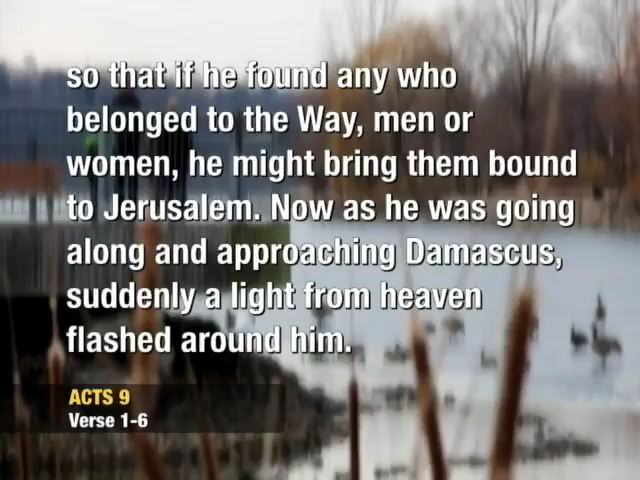 so that if he found any who
belonged to the Way, men or
women, he might bring them bound
to Jerusalem. Now as he was going
along and approaching Damascus,
suddenly a light from heaven
flashed around him.
ACTS 9
Verse 1-6